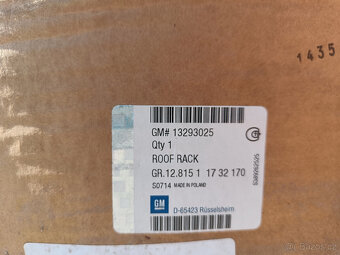 1435
GM# 13293025
Qty 1
ROOF RACK
GR.12.815 1 17 32 170
S0714 MADE IN POLAND
GM
D-65423 Rüsselsheim